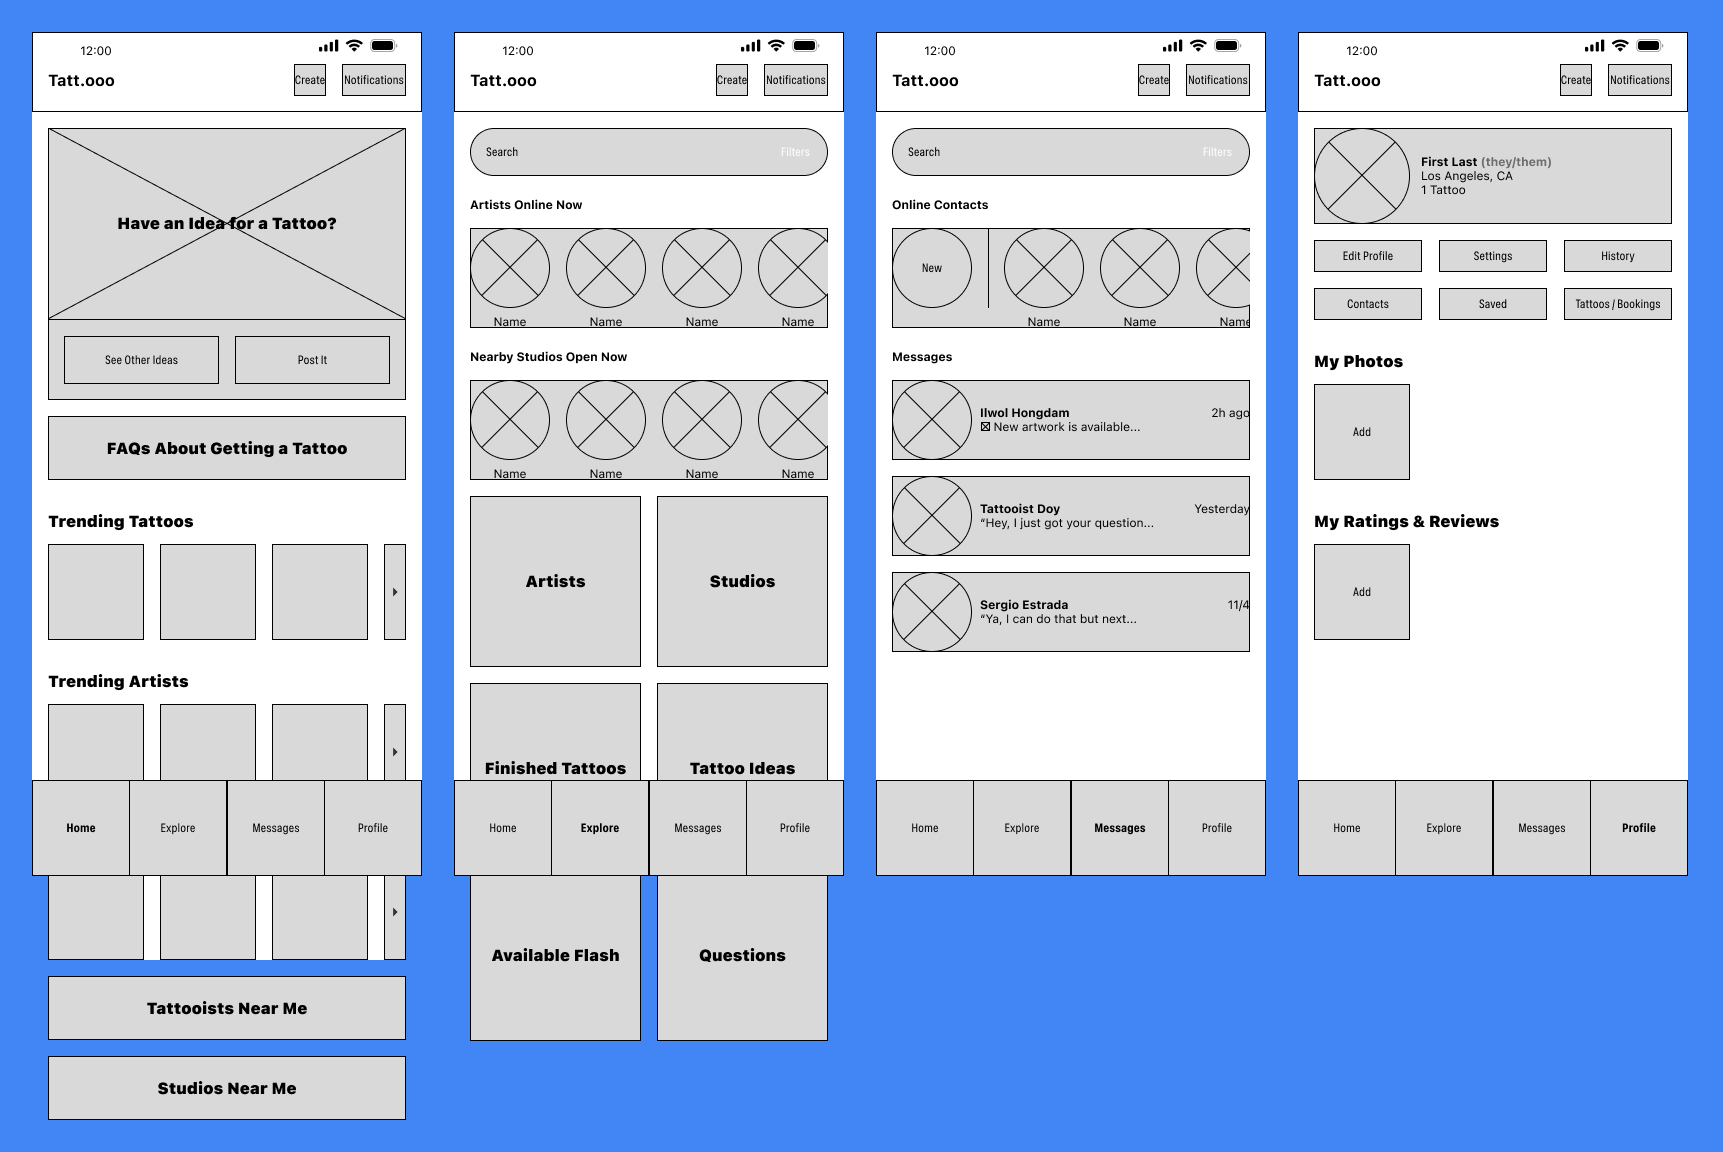 12:00
Tatt.ooo
Create
Notifications
Have an Idea for a Tattoo?
See Other Ideas
Post It
FAQs About Getting a Tattoo
Trending Tattoos
Trending Artists
Home
Explore
Messages
Profile
Tattooists Near Me
Studios Near Me
12:00
Tatt.ooo
Create
Notifications
Search
Filters
Artists Online Now
Name
Name
Name
Name
Nearby Studios Open Now
Name
Name
Name
Name
Artists
Studios
Finished Tattoos
Tattoo Ideas
Home
Explore
Messages
Profile
Available Flash
Questions
12:00
Tatt.ooo
Create
Notifications
Search
Filters
Online Contacts
New
Name
Name
Name
Messages
Ilwol Hongdam
2h ago
New artwork is available...
Tattooist Doy
Yesterday
“Hey, I just got your question...
Sergio Estrada
11/4
“Ya, I can do that but next...
Home
Explore
Messages
Profile
12:00
Tatt.ooo
Create
Notifications
First Last (they/them)
Los Angeles, CA
1 Tattoo
Edit Profile
Settings
History
Contacts
Saved
Tattoos / Bookings
My Photos
Add
My Ratings & Reviews
Add
Home
Explore
Messages
Profile